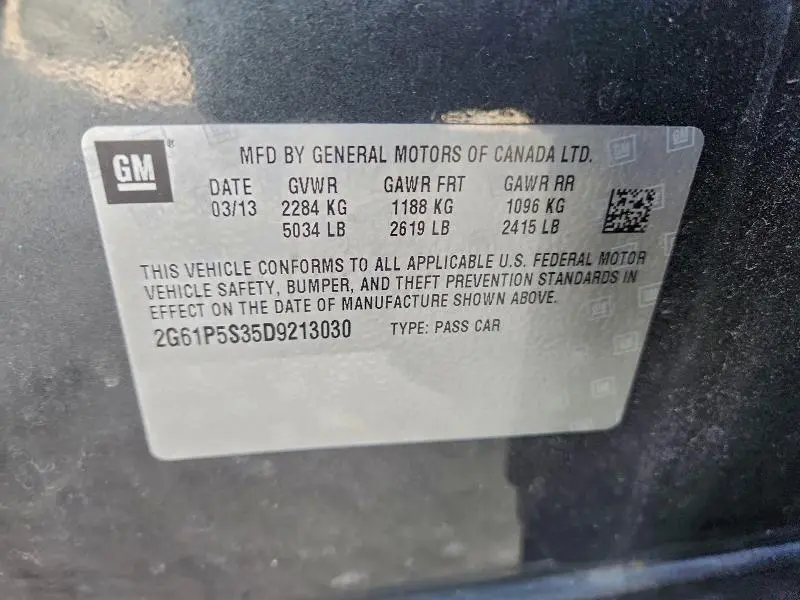 GM
MFD BY GENERAL MOTORS OF CANADA LTD.
DATE GVWR GAWR FRT GAWR RR
03/13 2284 KG 1188 KG 1096 KG
5034 LB 2619 LB 2415 LB
THIS VEHICLE CONFORMS TO ALL APPLICABLE U.S. FEDERAL MOTOR
VEHICLE SAFETY, BUMPER, AND THEFT PREVENTION STANDARDS IN
EFFECT ON THE DATE OF MANUFACTURE SHOWN ABOVE.
2G61P5S35D9213030 TYPE: PASS CAR